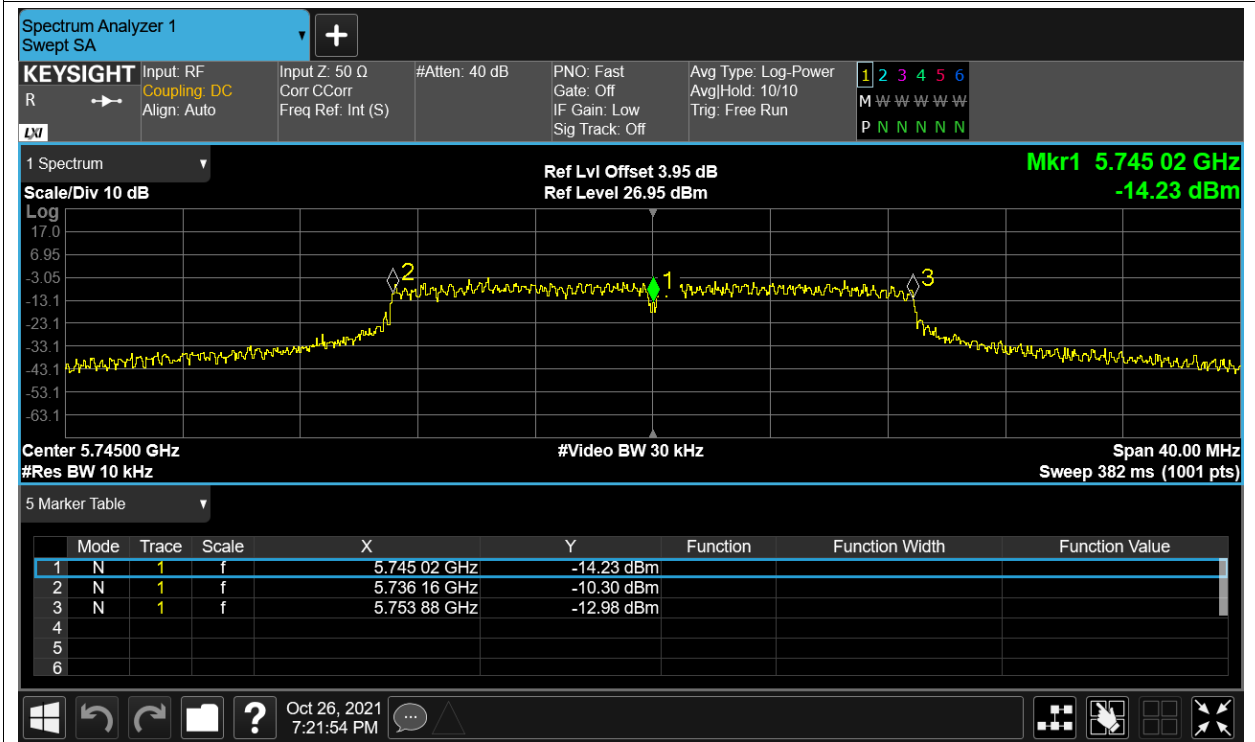 Spectrum Analyzer 1
Swept SA
+
KEYSIGHT
R
LXI
Input: RF
Coupling: DC
Align: Auto
Input Z: 50 Ω
Corr CCorr
Freq Ref: Int (S)
#Atten: 40 dB
PNO: Fast
Gate: Off
IF Gain: Low
Sig Track: Off
Avg Type: Log-Power
Avg|Hold: 10/10
Trig: Free Run
1 2 3 4 5 6
M W W W W W
P N N N N N
1 Spectrum
Scale/Div 10 dB
Ref Lvl Offset 3.95 dB
Ref Level 26.95 dBm
Mkr1 5.745 02 GHz
-14.23 dBm
Log
17.0
6.95
-3.05
-13.1
-23.1
-33.1
-43.1
-53.1
-63.1
2
1
3
Center 5.74500 GHz #Video BW 30 kHz Span 40.00 MHz
#Res BW 10 kHz Sweep 382 ms (1001 pts)
5 Marker Table
Mode Trace Scale X Y Function Function Width Function Value
1 N 1 f 5.745 02 GHz -14.23 dBm
2 N 1 f 5.736 16 GHz -10.30 dBm
3 N 1 f 5.753 88 GHz -12.98 dBm
4
5
6
?
Oct 26, 2021
7:21:54 PM